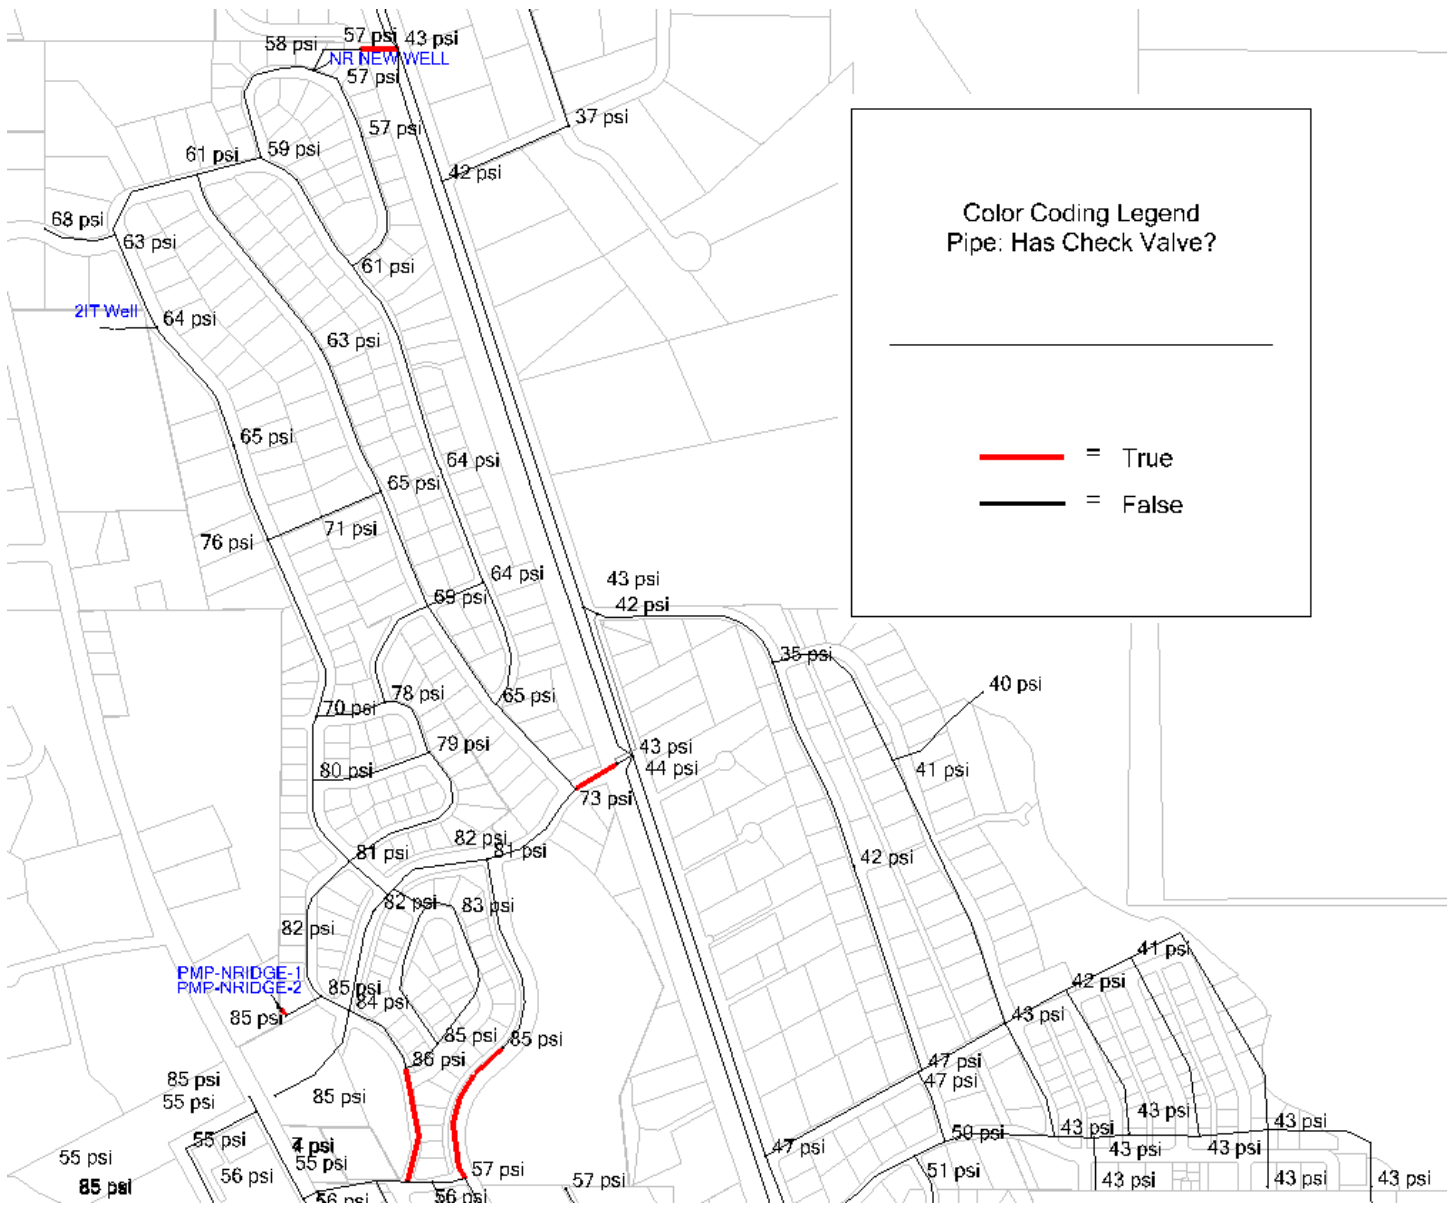 57 psi
43 psi
58 psi
NR NEW WELL
57 psi
37 psi
57 psi
61 psi
59 psi
42 psi
68 psi
63 psi
61 psi
2IT Well
64 psi
63 psi
65 psi
64 psi
65 psi
71 psi
76 psi
64 psi
69 psi
43 psi
42 psi
35 psi
40 psi
78 psi
65 psi
70 psi
79 psi
43 psi
44 psi
41 psi
80 psi
73 psi
82 psi
81 psi
81 psi
42 psi
82 psi
83 psi
82 psi
41 psi
PMP-NRIDGE-1
PMP-NRIDGE-2
85 psi
84 psi
42 psi
85 psi
43 psi
85 psi
85 psi
86 psi
47 psi
47 psi
85 psi
55 psi
85 psi
43 psi
43 psi
43 psi
50 psi
55 psi
47 psi
43 psi
43 psi
55 psi
55 psi
51 psi
57 psi
57 psi
56 psi
85 psi
43 psi
43 psi
43 psi
56 psi
56 psi
Color Coding Legend
Pipe: Has Check Valve?
= True
= False